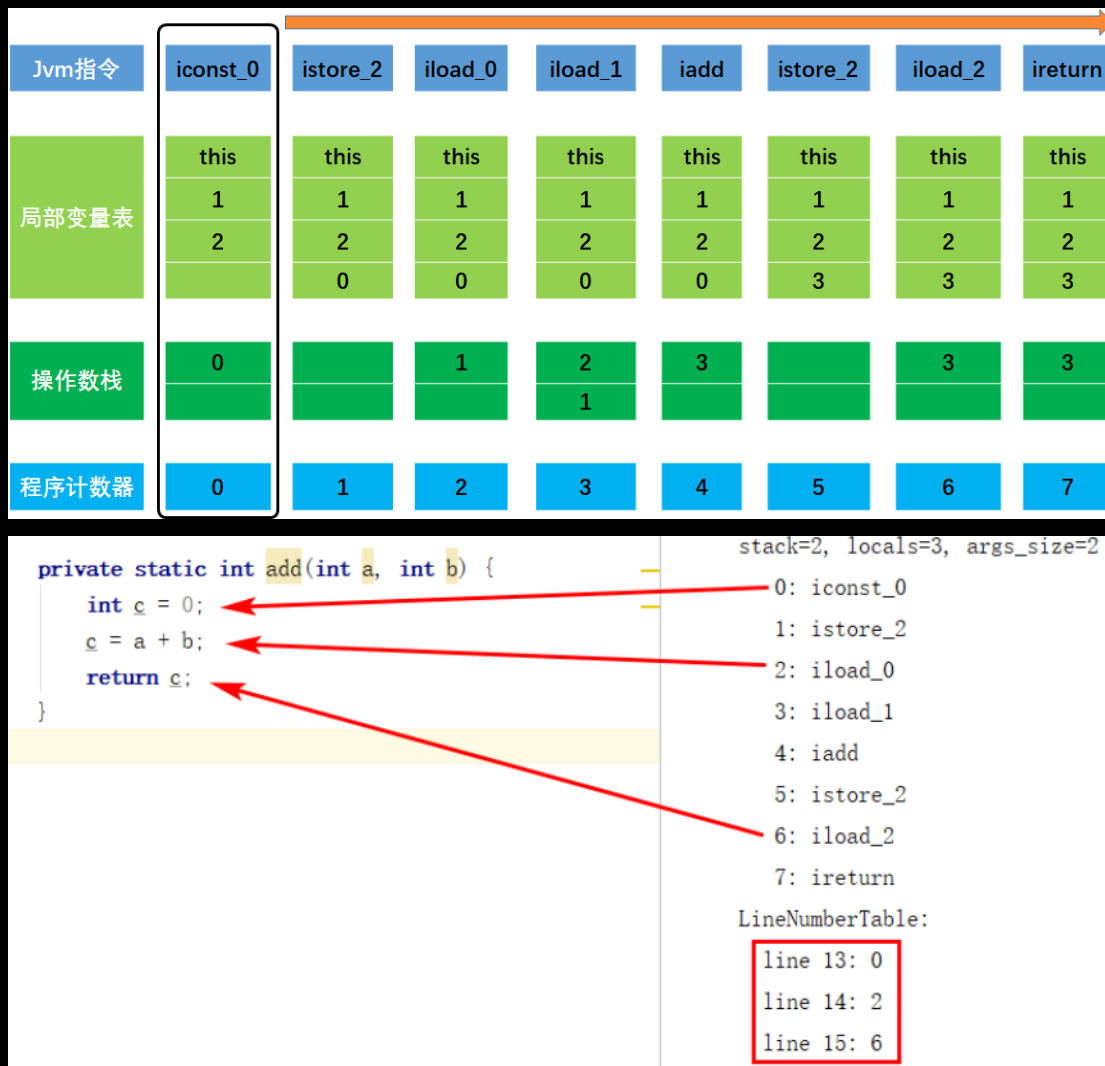 Jvm指令 iconst_0 istore_2 iload_0 iload_1 iadd istore_2 iload_2 ireturn
局部变量表
this this this this this this this this
1 1 1 1 1 1 1 1
2 2 2 2 2 2 2 2
0 0 0 0 3 3 3
操作数栈
0 1 2 3 3 3
1
程序计数器 0 1 2 3 4 5 6 7
private static int add(int a, int b) {
int c = 0;
c = a + b;
return c;
}
stack=2, locals=3, args_size=2
0: iconst_0
1: istore_2
2: iload_0
3: iload_1
4: iadd
5: istore_2
6: iload_2
7: ireturn
LineNumberTable:
line 13: 0
line 14: 2
line 15: 6